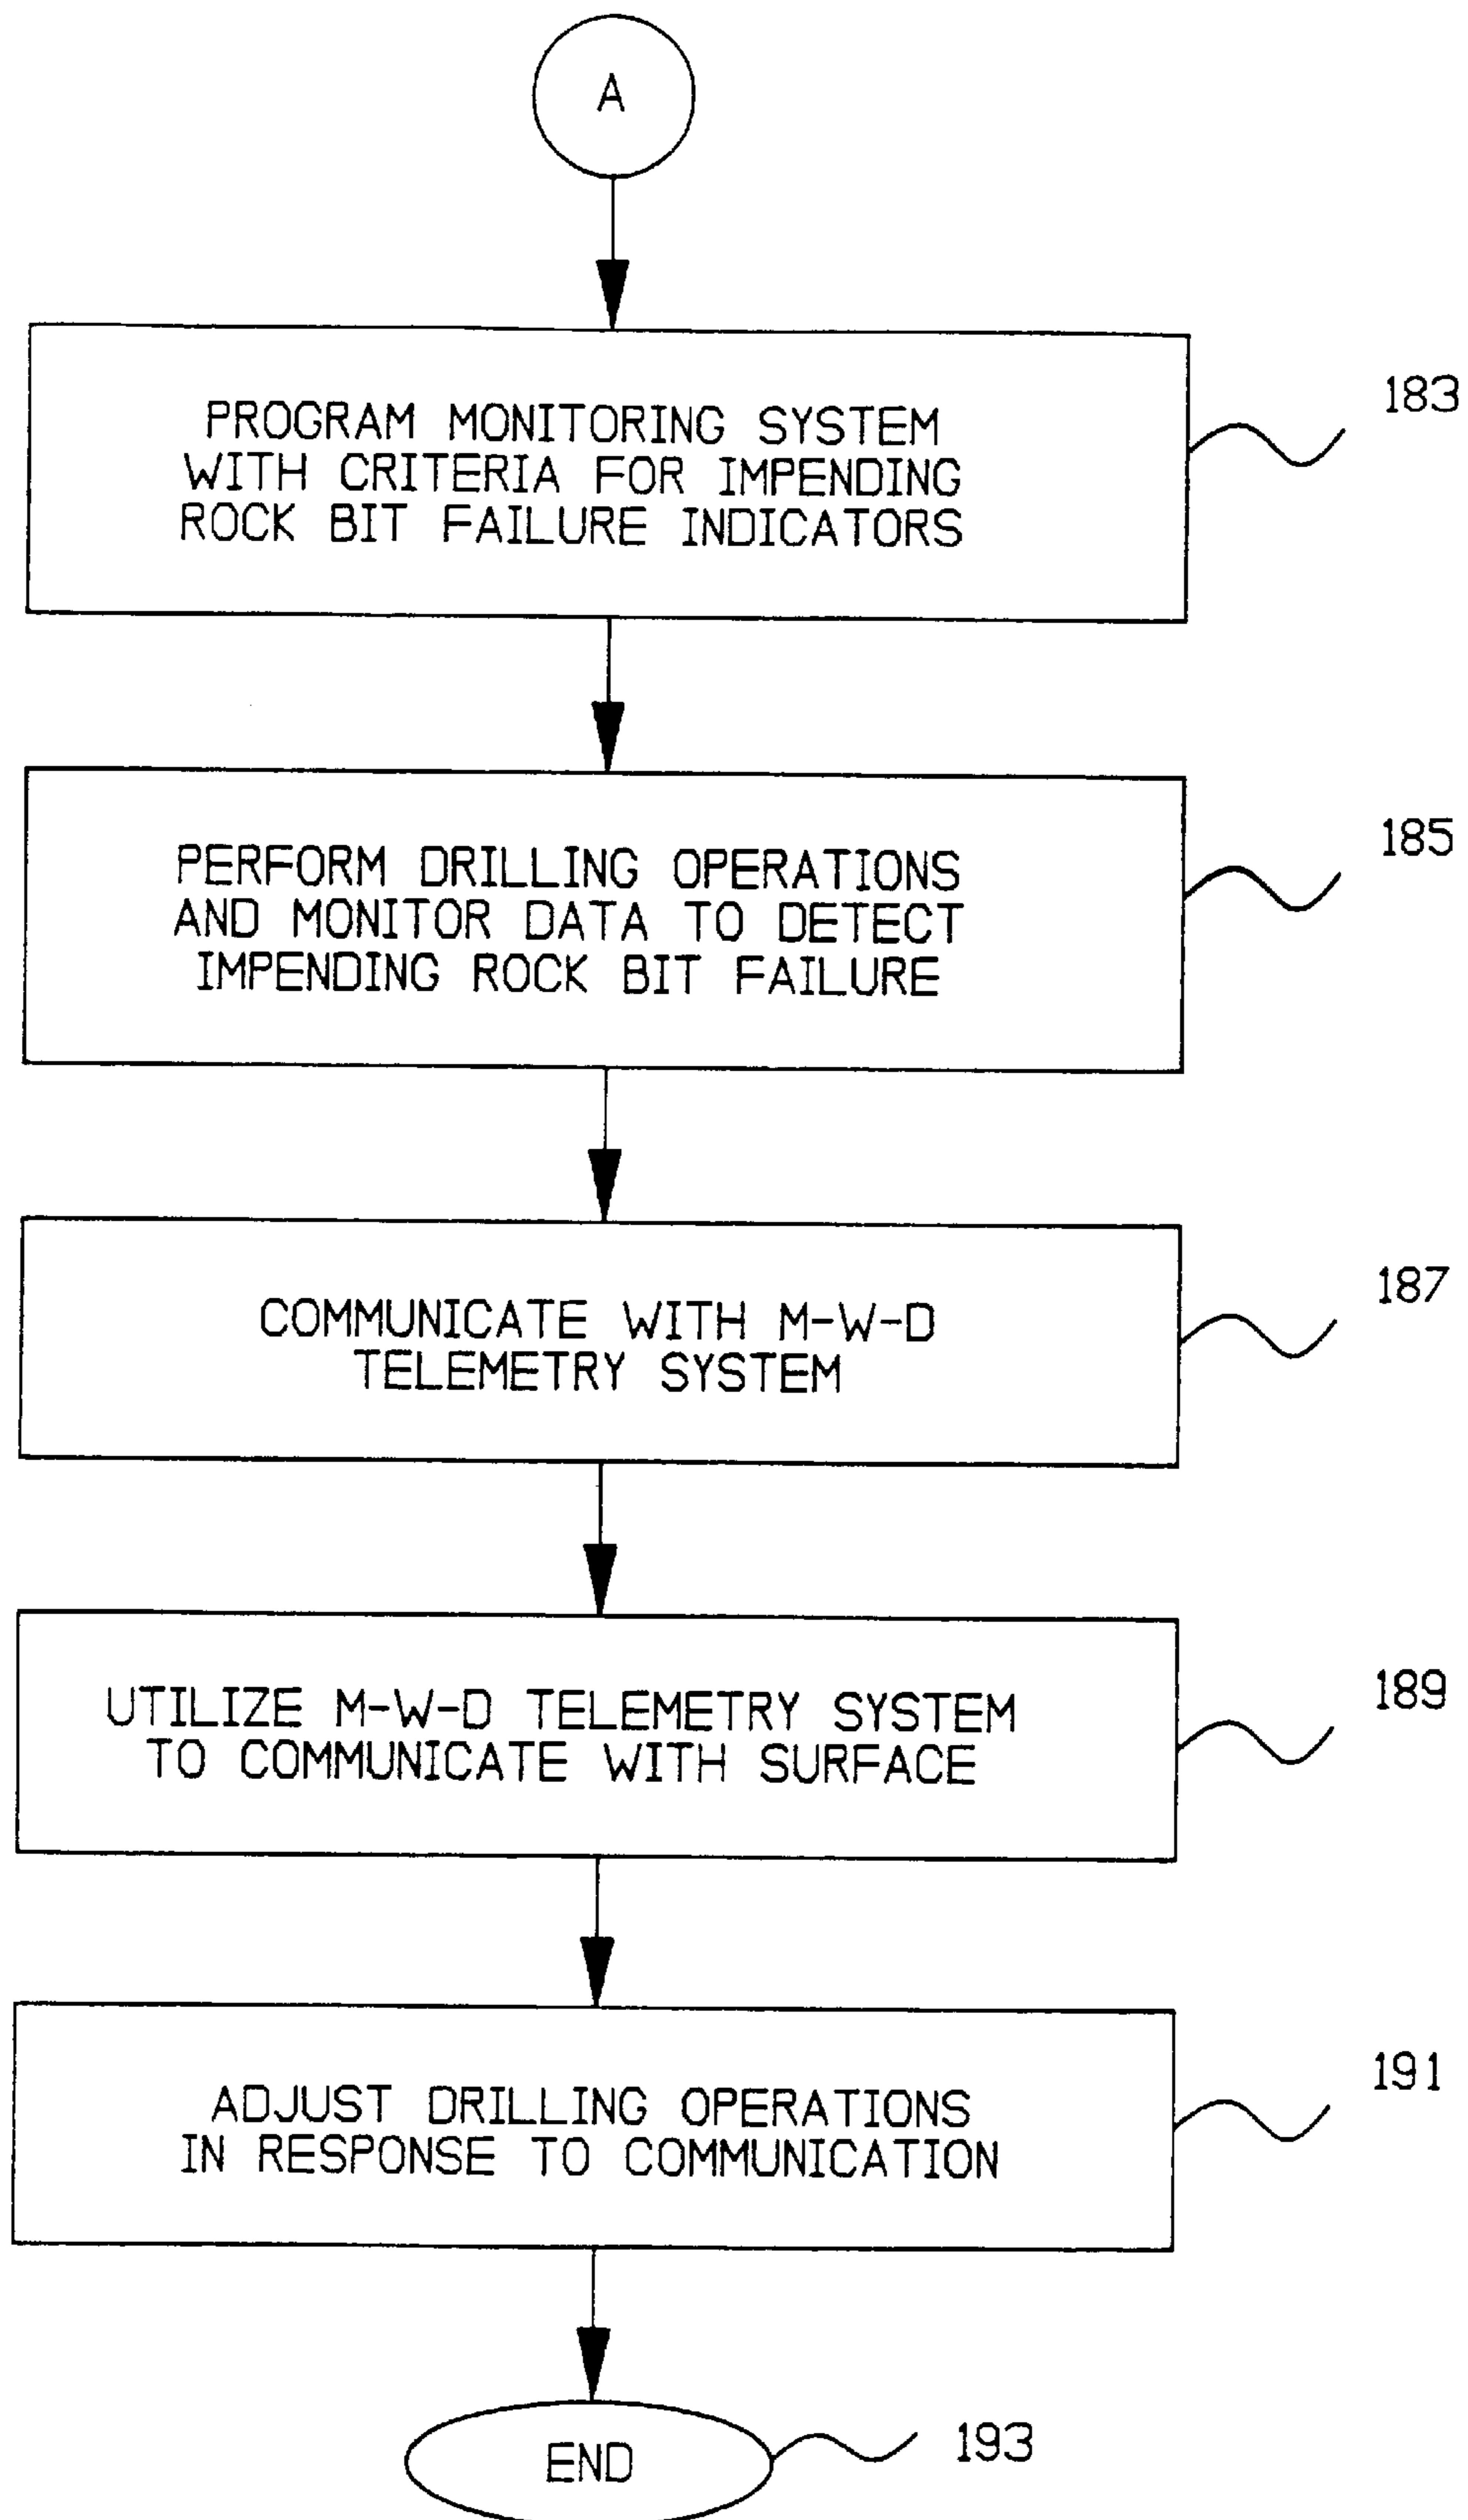 A
PROGRAM MONITORING SYSTEM
WITH CRITERIA FOR IMPENDING
ROCK BIT FAILURE INDICATORS
183
PERFORM DRILLING OPERATIONS
AND MONITOR DATA TO DETECT
IMPENDING ROCK BIT FAILURE
185
COMMUNICATE WITH M-W-D
TELEMETRY SYSTEM
187
UTILIZE M-W-D TELEMETRY SYSTEM
TO COMMUNICATE WITH SURFACE
189
ADJUST DRILLING OPERATIONS
IN RESPONSE TO COMMUNICATION
191
END
193